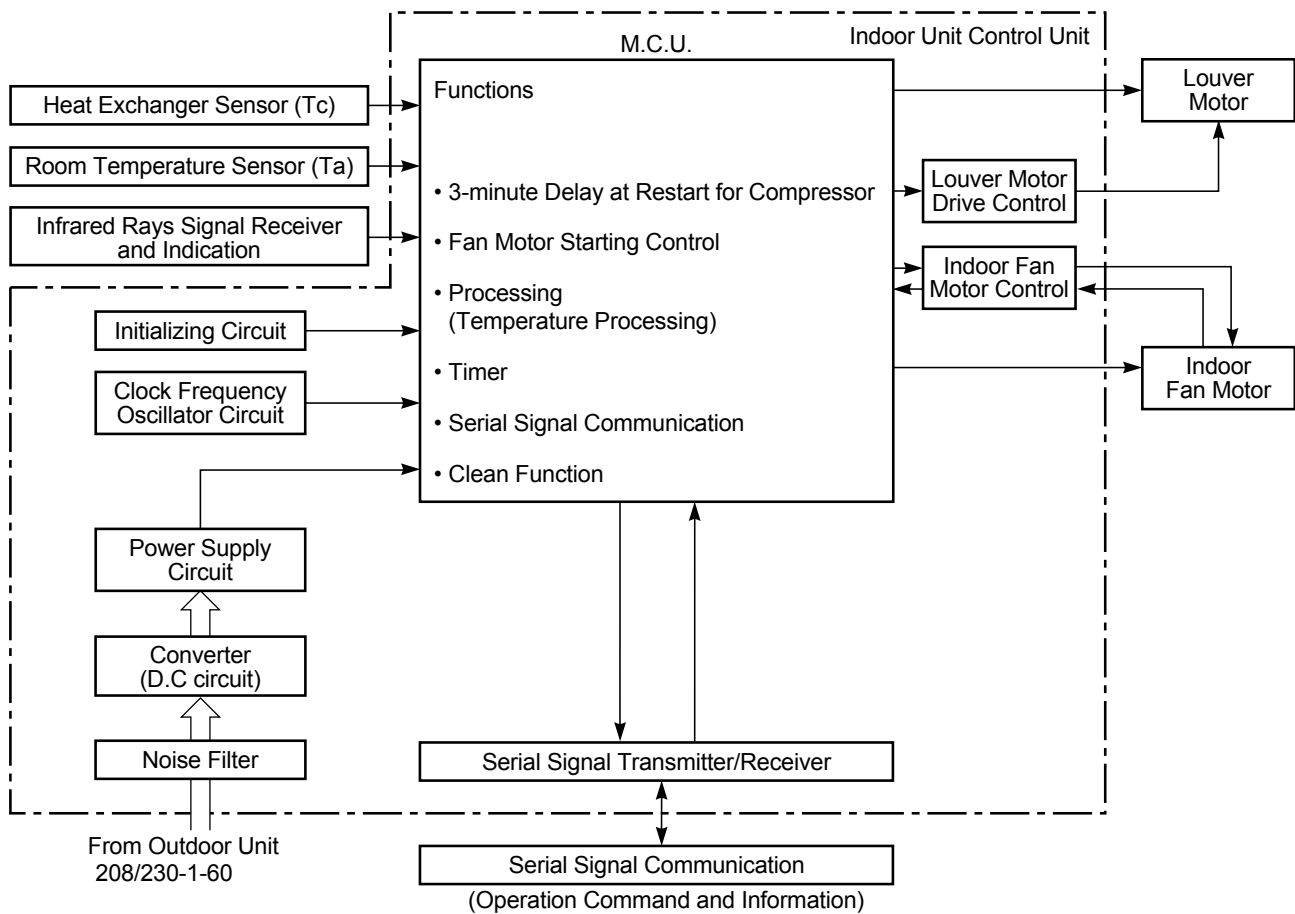 M.C.U.
Indoor Unit Control Unit
Heat Exchanger Sensor (Tc)
Room Temperature Sensor (Ta)
Infrared Rays Signal Receiver
and Indication
Initializing Circuit
Clock Frequency
Oscillator Circuit
Power Supply
Circuit
Converter
(D.C circuit)
Noise Filter
From Outdoor Unit
208/230-1-60
Functions
• 3-minute Delay at Restart for Compressor
• Fan Motor Starting Control
• Processing
(Temperature Processing)
• Timer
• Serial Signal Communication
• Clean Function
Louver
Motor
Louver Motor
Drive Control
Indoor Fan
Motor Control
Indoor
Fan Motor
Serial Signal Transmitter/Receiver
Serial Signal Communication
(Operation Command and Information)